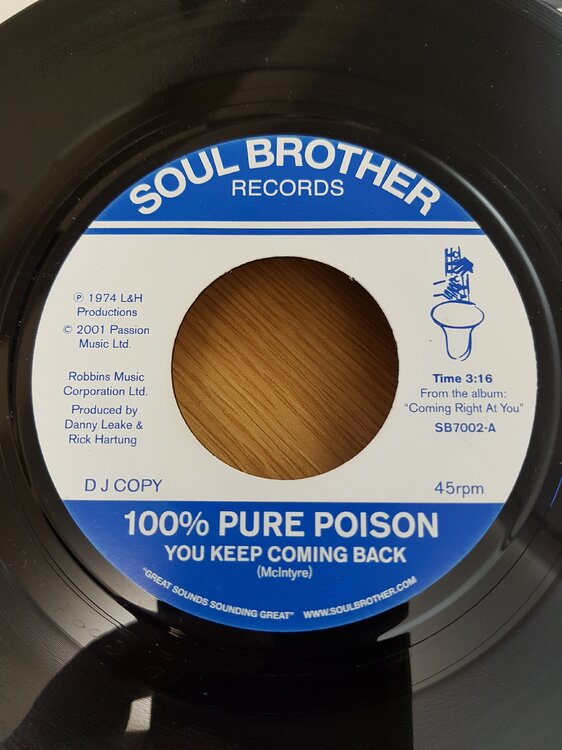 SOUL BROTHER
RECORDS
℗ 1974 L&H
Productions
© 2001 Passion
Music Ltd.
Robbins Music
Corporation Ltd.
Produced by
Danny Leake &
Rick Hartung
D J COPY
Time 3:16
From the album:
"Coming Right At You"
SB7002-A
45rpm
100% PURE POISON
YOU KEEP COMING BACK
(McIntyre)
"GREAT SOUNDS SOUNDING GREAT" WWW.SOULBROTHER.COM